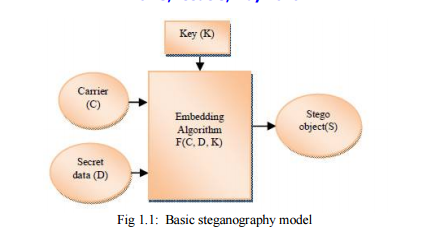 Key (K)
Carrier
(C)
Embedding
Algorithm
F(C, D, K)
Stego
object(S)
Secret
data (D)
Fig 1.1: Basic steganography model